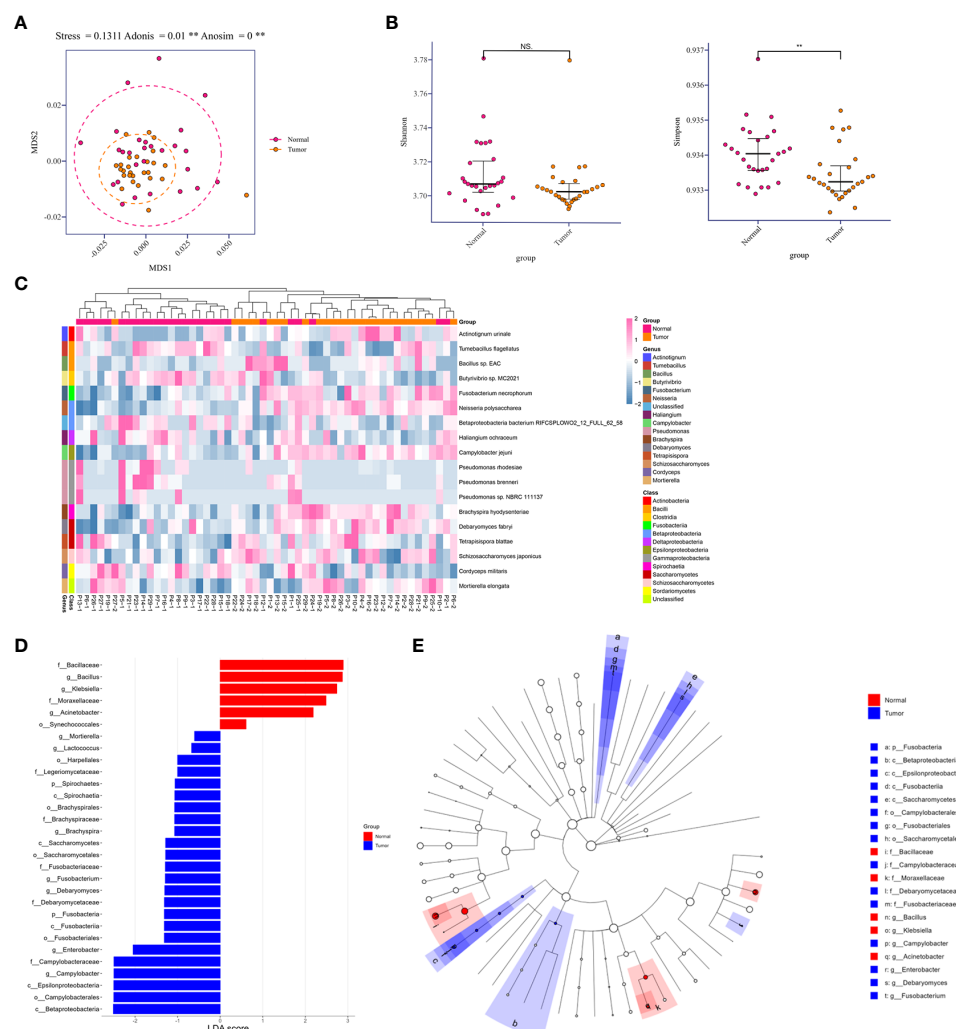 A
Stress = 0.1311 Adonis = 0.01 ** Anosim = 0 **
MDS2
0.02
0.00
-0.02
-0.025
0.000
0.025
0.050
MDS1
Normal
Tumor
B
Shannon
3.78
3.76
3.74
3.72
3.70
NS.
Normal
Tumor
group
Simpson
0.937
0.936
0.935
0.934
0.933
**
Normal
Tumor
group
C
Group
Actinotignum urinale
Tumebacillus flagellatus
Bacillus sp. EAC
Butyrivibrio sp. MC2021
Fusobacterium necrophorum
Neisseria polysaccharea
Betaproteobacteria bacterium RIFCSPLOWO2_12_FULL_62_58
Haliangium ochraceum
Campylobacter jejuni
Pseudomonas rhodesiae
Pseudomonas brenneri
Pseudomonas sp. NBRC 111137
Brachyspira hyodysenteriae
Debaryomyces fabryi
Tetrapisispora blattae
Schizosaccharomyces japonicus
Cordyceps militaris
Mortierella elongata
Genus
Class
2
1
0
−1
−2
Group
Normal
Tumor
Genus
Actinotignum
Tumebacillus
Bacillus
Butyrivibrio
Fusobacterium
Neisseria
Unclassified
Haliangium
Campylobacter
Pseudomonas
Brachyspira
Debaryomyces
Tetrapisispora
Schizosaccharomyces
Cordyceps
Mortierella
Class
Actinobacteria
Bacilli
Clostridia
Fusobacteriia
Betaproteobacteria
Deltaproteobacteria
Epsilonproteobacteria
Gammaproteobacteria
Spirochaetia
Saccharomycetes
Schizosaccharomycetes
Sordariomycetes
Unclassified
D
f__Bacillaceae
g__Bacillus
g__Klebsiella
f__Moraxellaceae
g__Acinetobacter
o__Synechococcales
g__Mortierella
g__Lactococcus
o__Harpellales
f__Legeriomycetaceae
p__Spirochaetes
c__Spirochaetia
o__Brachyspirales
f__Brachyspiraceae
g__Brachyspira
c__Saccharomycetes
o__Saccharomycetales
f__Fusobacteriaceae
g__Fusobacterium
g__Debaryomyces
f__Debaryomycetaceae
p__Fusobacteria
c__Fusobacteriia
o__Fusobacteriales
g__Enterobacter
f__Campylobacteraceae
g__Campylobacter
c__Epsilonproteobacteria
o__Campylobacterales
c__Betaproteobacteria
-2
-1
0
1
2
3
LDA score
Group
Normal
Tumor
E
a
d
g
m
e
h
s
b
c
k
Normal
Tumor
a: p__Fusobacteria
b: c__Betaproteobacteri
c: c__Epsilonproteobact
d: c__Fusobacteriia
e: c__Saccharomycetes
f: o__Campylobacterales
g: o__Fusobacteriales
h: o__Saccharomycetale
i: f__Bacillaceae
j: f__Campylobacteraceae
k: f__Moraxellaceae
l: f__Debaryomycetaceae
m: f__Fusobacteriaceae
n: g__Bacillus
o: g__Klebsiella
p: g__Campylobacter
q: g__Acinetobacter
r: g__Enterobacter
s: g__Debaryomyces
t: g__Fusobacterium